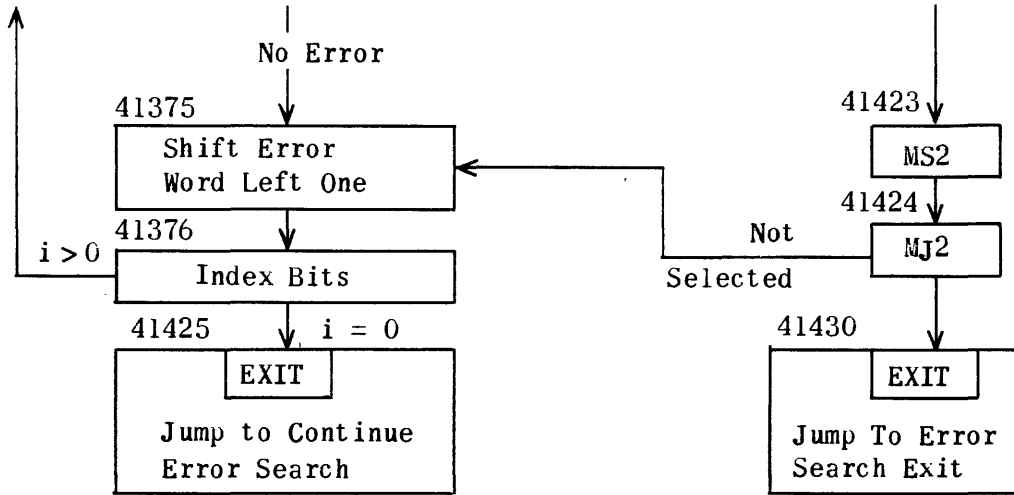 No Error
41375
Shift Error
Word Left One
41376
i > 0
Index Bits
41425
i = 0
EXIT
Jump to Continue
Error Search
41423
MS2
41424
Not
Selected
MJ2
41430
EXIT
Jump To Error
Search Exit